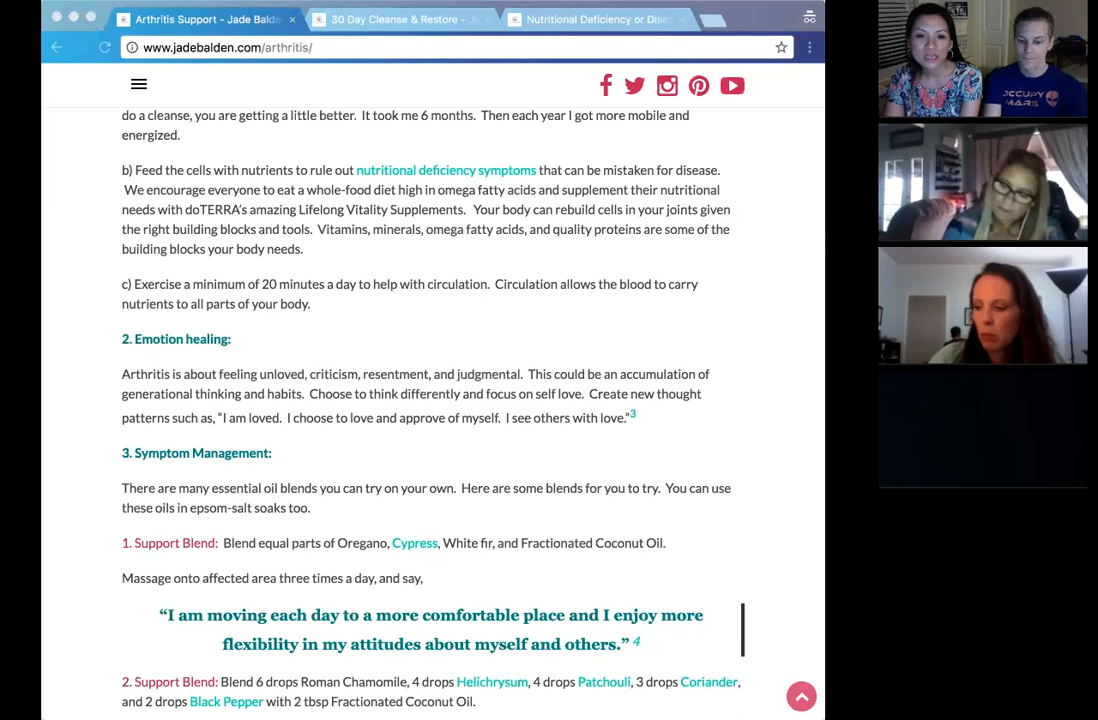 Arthritis Support - Jade Balde
30 Day Cleanse & Restore -
Nutritional Deficiency or Dise
www.jadebalden.com/arthritis/
do a cleanse, you are getting a little better. It took me 6 months. Then each year I got more mobile and
energized.
b) Feed the cells with nutrients to rule out nutritional deficiency symptoms that can be mistaken for disease.
We encourage everyone to eat a whole-food diet high in omega fatty acids and supplement their nutritional
needs with doTERRA's amazing Lifelong Vitality Supplements. Your body can rebuild cells in your joints given
the right building blocks and tools. Vitamins, minerals, omega fatty acids, and quality proteins are some of the
building blocks your body needs.
c) Exercise a minimum of 20 minutes a day to help with circulation. Circulation allows the blood to carry
nutrients to all parts of your body.
2. Emotion healing:
Arthritis is about feeling unloved, criticism, resentment, and judgmental. This could be an accumulation of
generational thinking and habits. Choose to think differently and focus on self love. Create new thought
patterns such as, “I am loved. I choose to love and approve of myself. I see others with love.”3
3. Symptom Management:
There are many essential oil blends you can try on your own. Here are some blends for you to try. You can use
these oils in epsom-salt soaks too.
1. Support Blend: Blend equal parts of Oregano, Cypress, White fir, and Fractionated Coconut Oil.
Massage onto affected area three times a day, and say,
“I am moving each day to a more comfortable place and I enjoy more
flexibility in my attitudes about myself and others.” 4
2. Support Blend: Blend 6 drops Roman Chamomile, 4 drops Helichrysum, 4 drops Patchouli, 3 drops Coriander,
and 2 drops Black Pepper with 2 tbsp Fractionated Coconut Oil.
OCCUPY
MARS